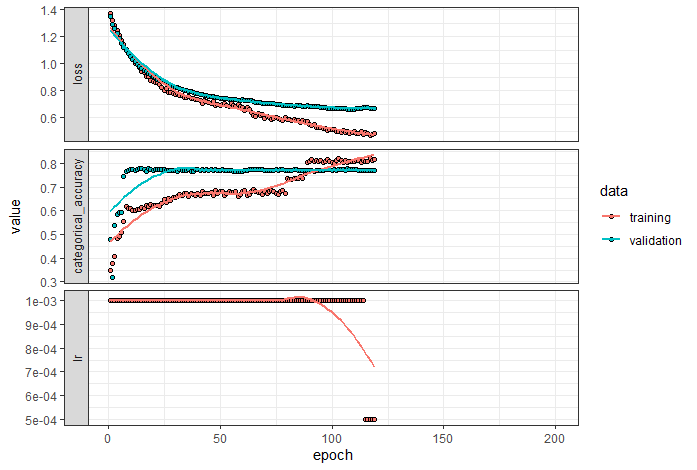 1.4
1.2
1.0
0.8
0.6
loss
0.8
0.7
0.6
0.5
0.4
0.3
categorical_accuracy
value
1e-03
9e-04
8e-04
7e-04
6e-04
5e-04
lr
0
50
100
150
200
epoch
data
training
validation